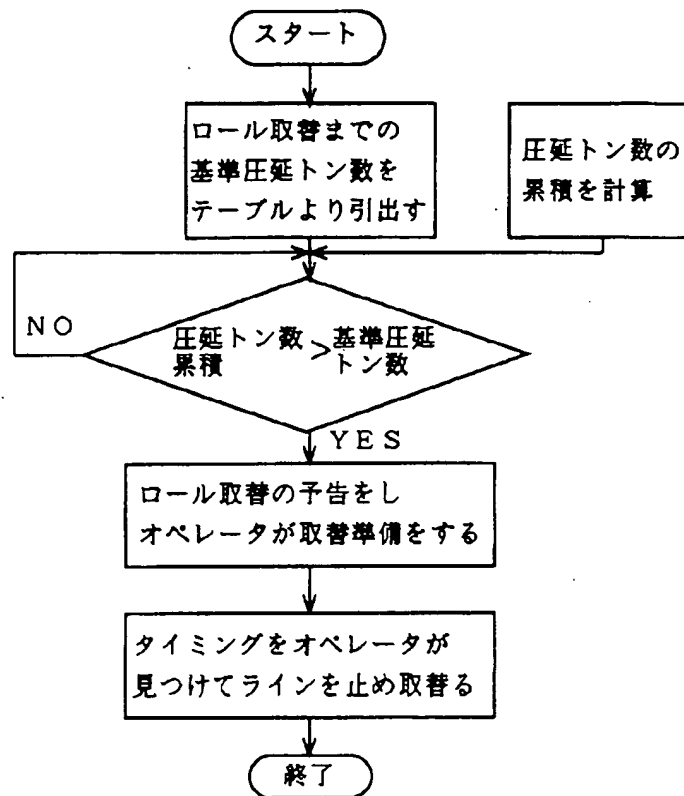 スタート
ロール取替までの
基準圧延トン数を
テーブルより引出す
圧延トン数の
累積を計算
NO
圧延トン数
累積
>
基準圧延
トン数
YES
ロール取替の予告をし
オペレータが取替準備をする
タイミングをオペレータが
見つけてラインを止め取替る
終了